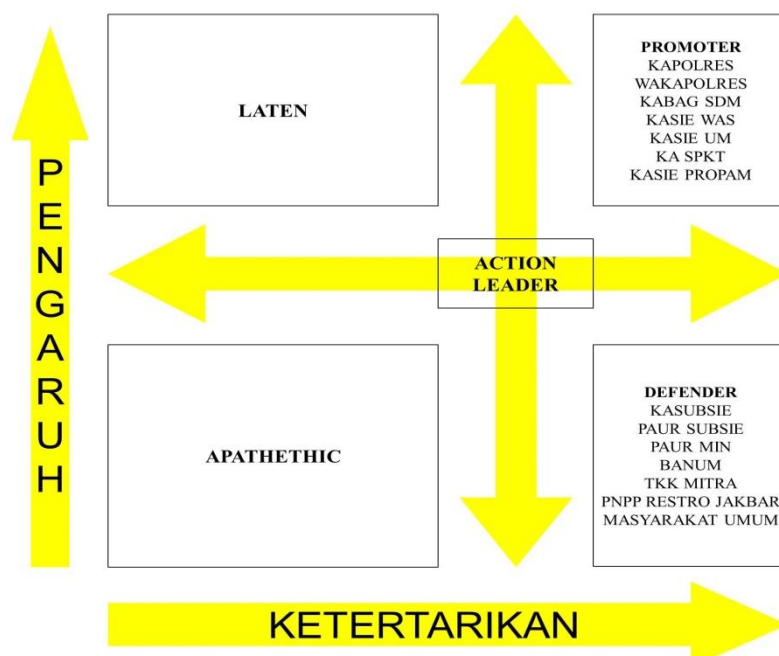 PENGARUH
LATEN
PROMOTER
KAPOLRES
WAKAPOLRES
KABAG SDM
KASIE WAS
KASIE UM
KA SPKT
KASIE PROPAM
ACTION
LEADER
APATHETHIC
DEFENDER
KASUBSIE
PAUR SUBSIE
PAUR MIN
BANUM
TKK MITRA
PNPP RESTRO JAKBAR
MASYARAKAT UMUM
KETERTARIKAN